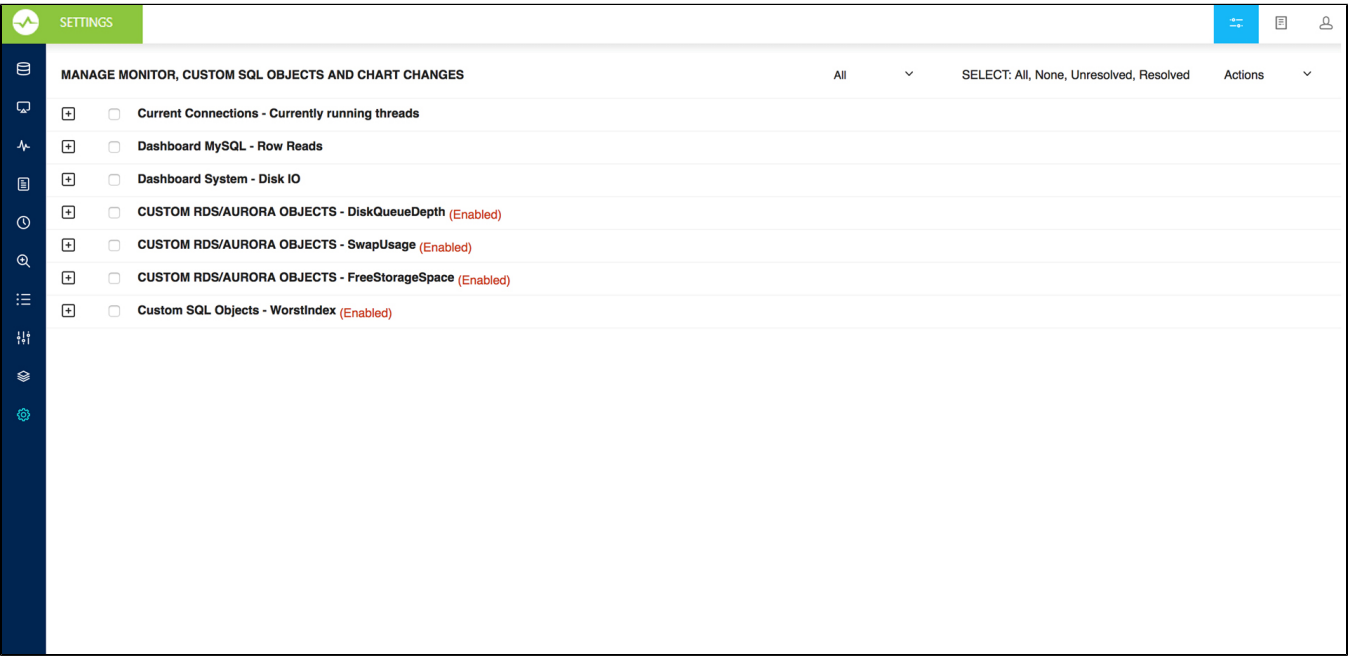 SETTINGS
MANAGE MONITOR, CUSTOM SQL OBJECTS AND CHART CHANGES All SELECT: All, None, Unresolved, Resolved Actions
Current Connections - Currently running threads
Dashboard MySQL - Row Reads
Dashboard System - Disk IO
CUSTOM RDS/AURORA OBJECTS - DiskQueueDepth (Enabled)
CUSTOM RDS/AURORA OBJECTS - SwapUsage (Enabled)
CUSTOM RDS/AURORA OBJECTS - FreeStorageSpace (Enabled)
Custom SQL Objects - WorstIndex (Enabled)